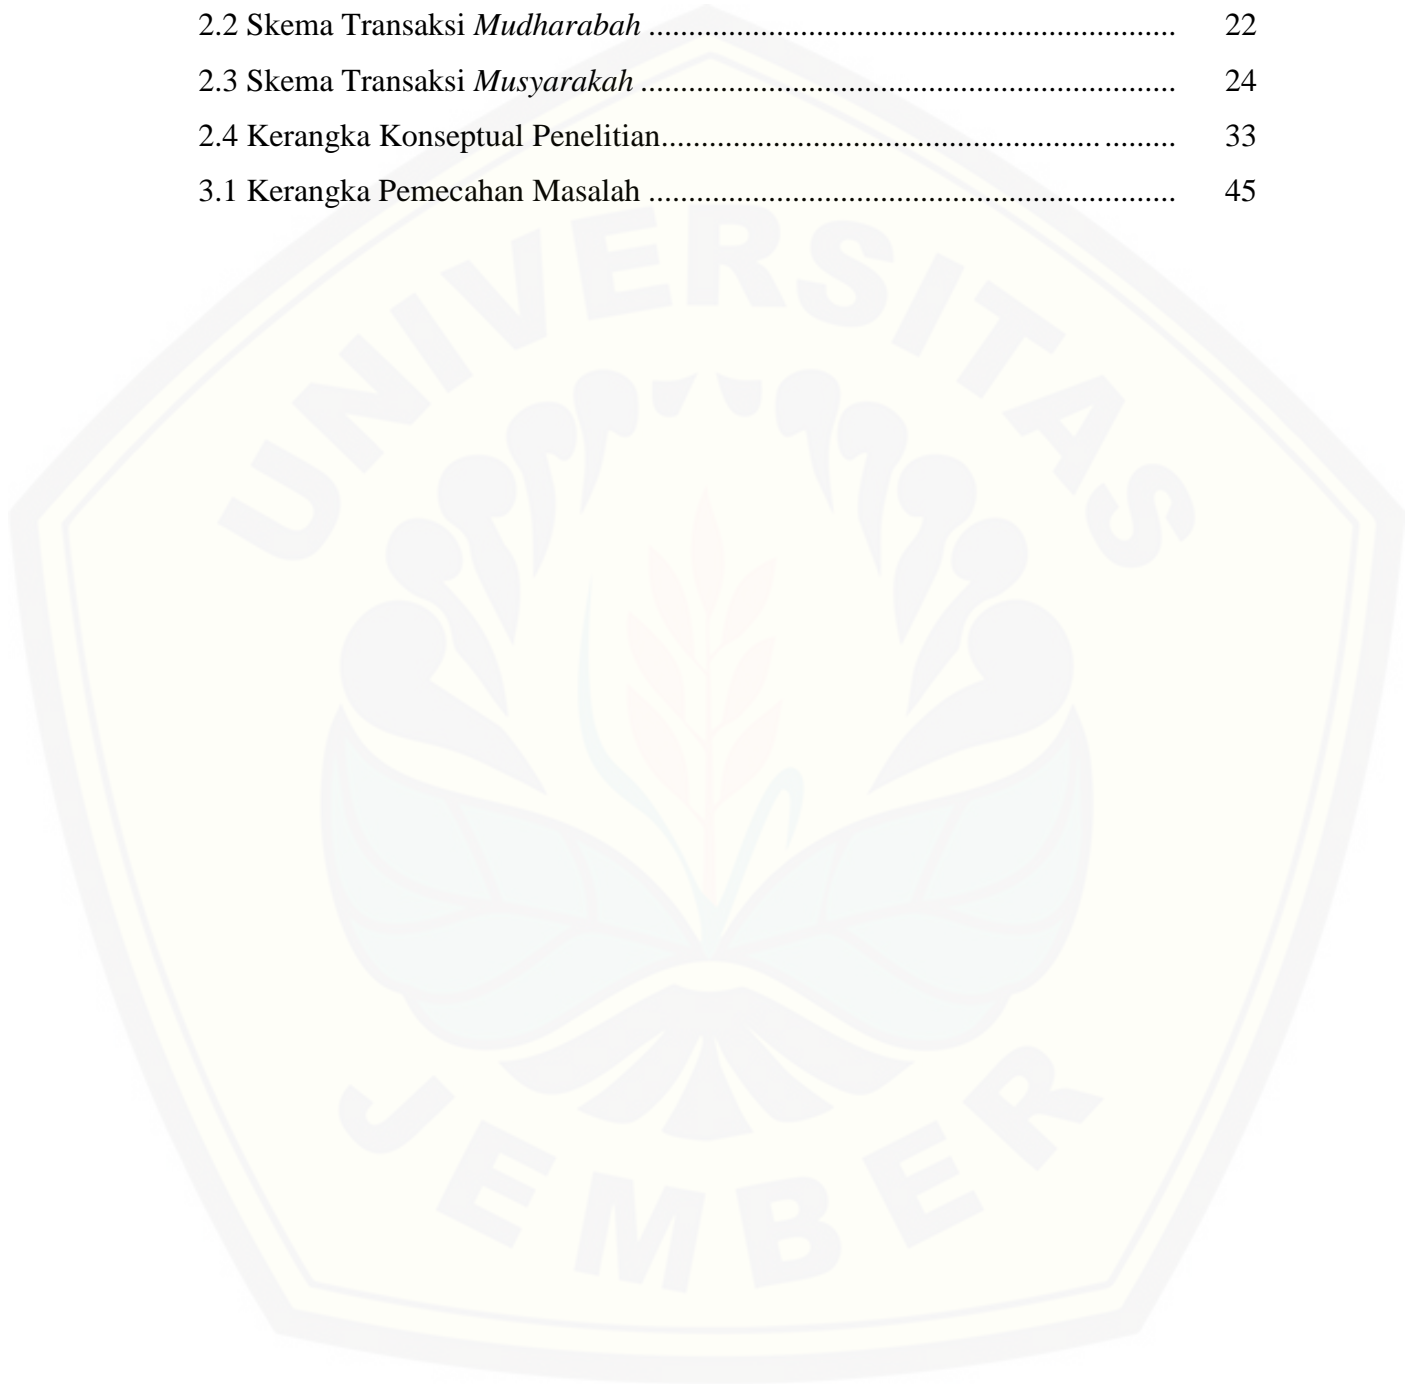 2.2 Skema Transaksi Mudharabah ................................................................ 22
2.3 Skema Transaksi Musyarakah ................................................................. 24
2.4 Kerangka Konseptual Penelitian............................................................... 33
3.1 Kerangka Pemecahan Masalah ................................................................ 45
UNIVERSITAS
JEMBER